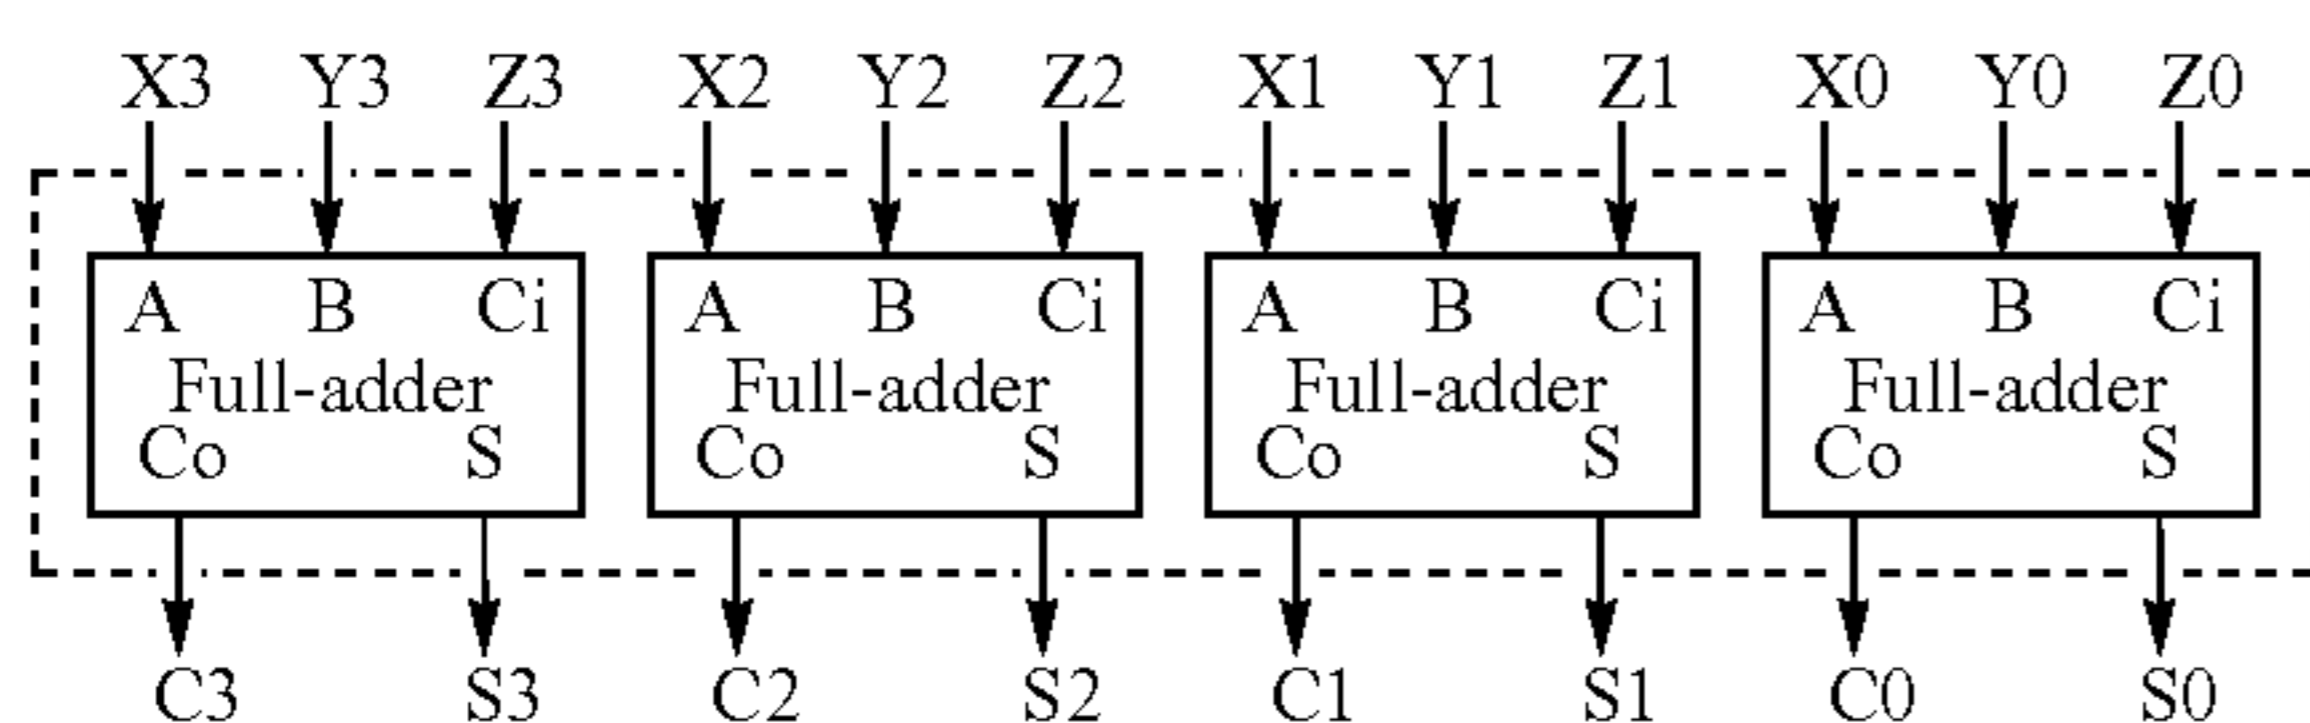 X3 Y3 Z3 X2 Y2 Z2 X1 Y1 Z1 X0 Y0 Z0
A B Ci A B Ci A B Ci A B Ci
Full-adder Full-adder Full-adder Full-adder
Co S Co S Co S Co S
C3 S3 C2 S2 C1 S1 C0 S0